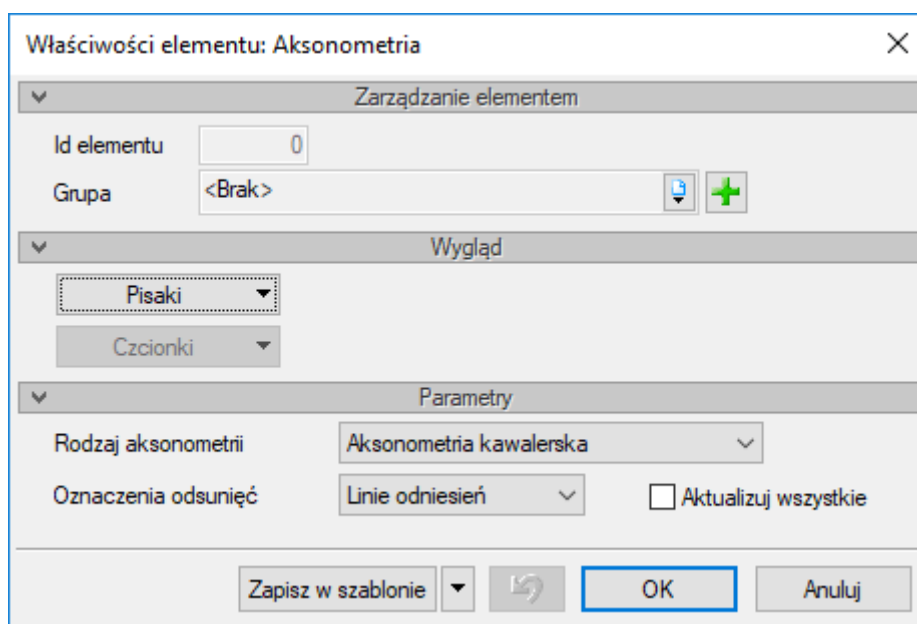 Właściwości elementu: Aksonometria
Zarządzanie elementem
Id elementu 0
Grupa <Brak>
Wygląd
Pisaki
Czcionki
Parametry
Rodzaj aksonometrii Aksonometria kawalerska
Oznaczenia odsunięć Linie odniesień Aktualizuj wszystkie
Zapisz w szablonie OK Anuluj